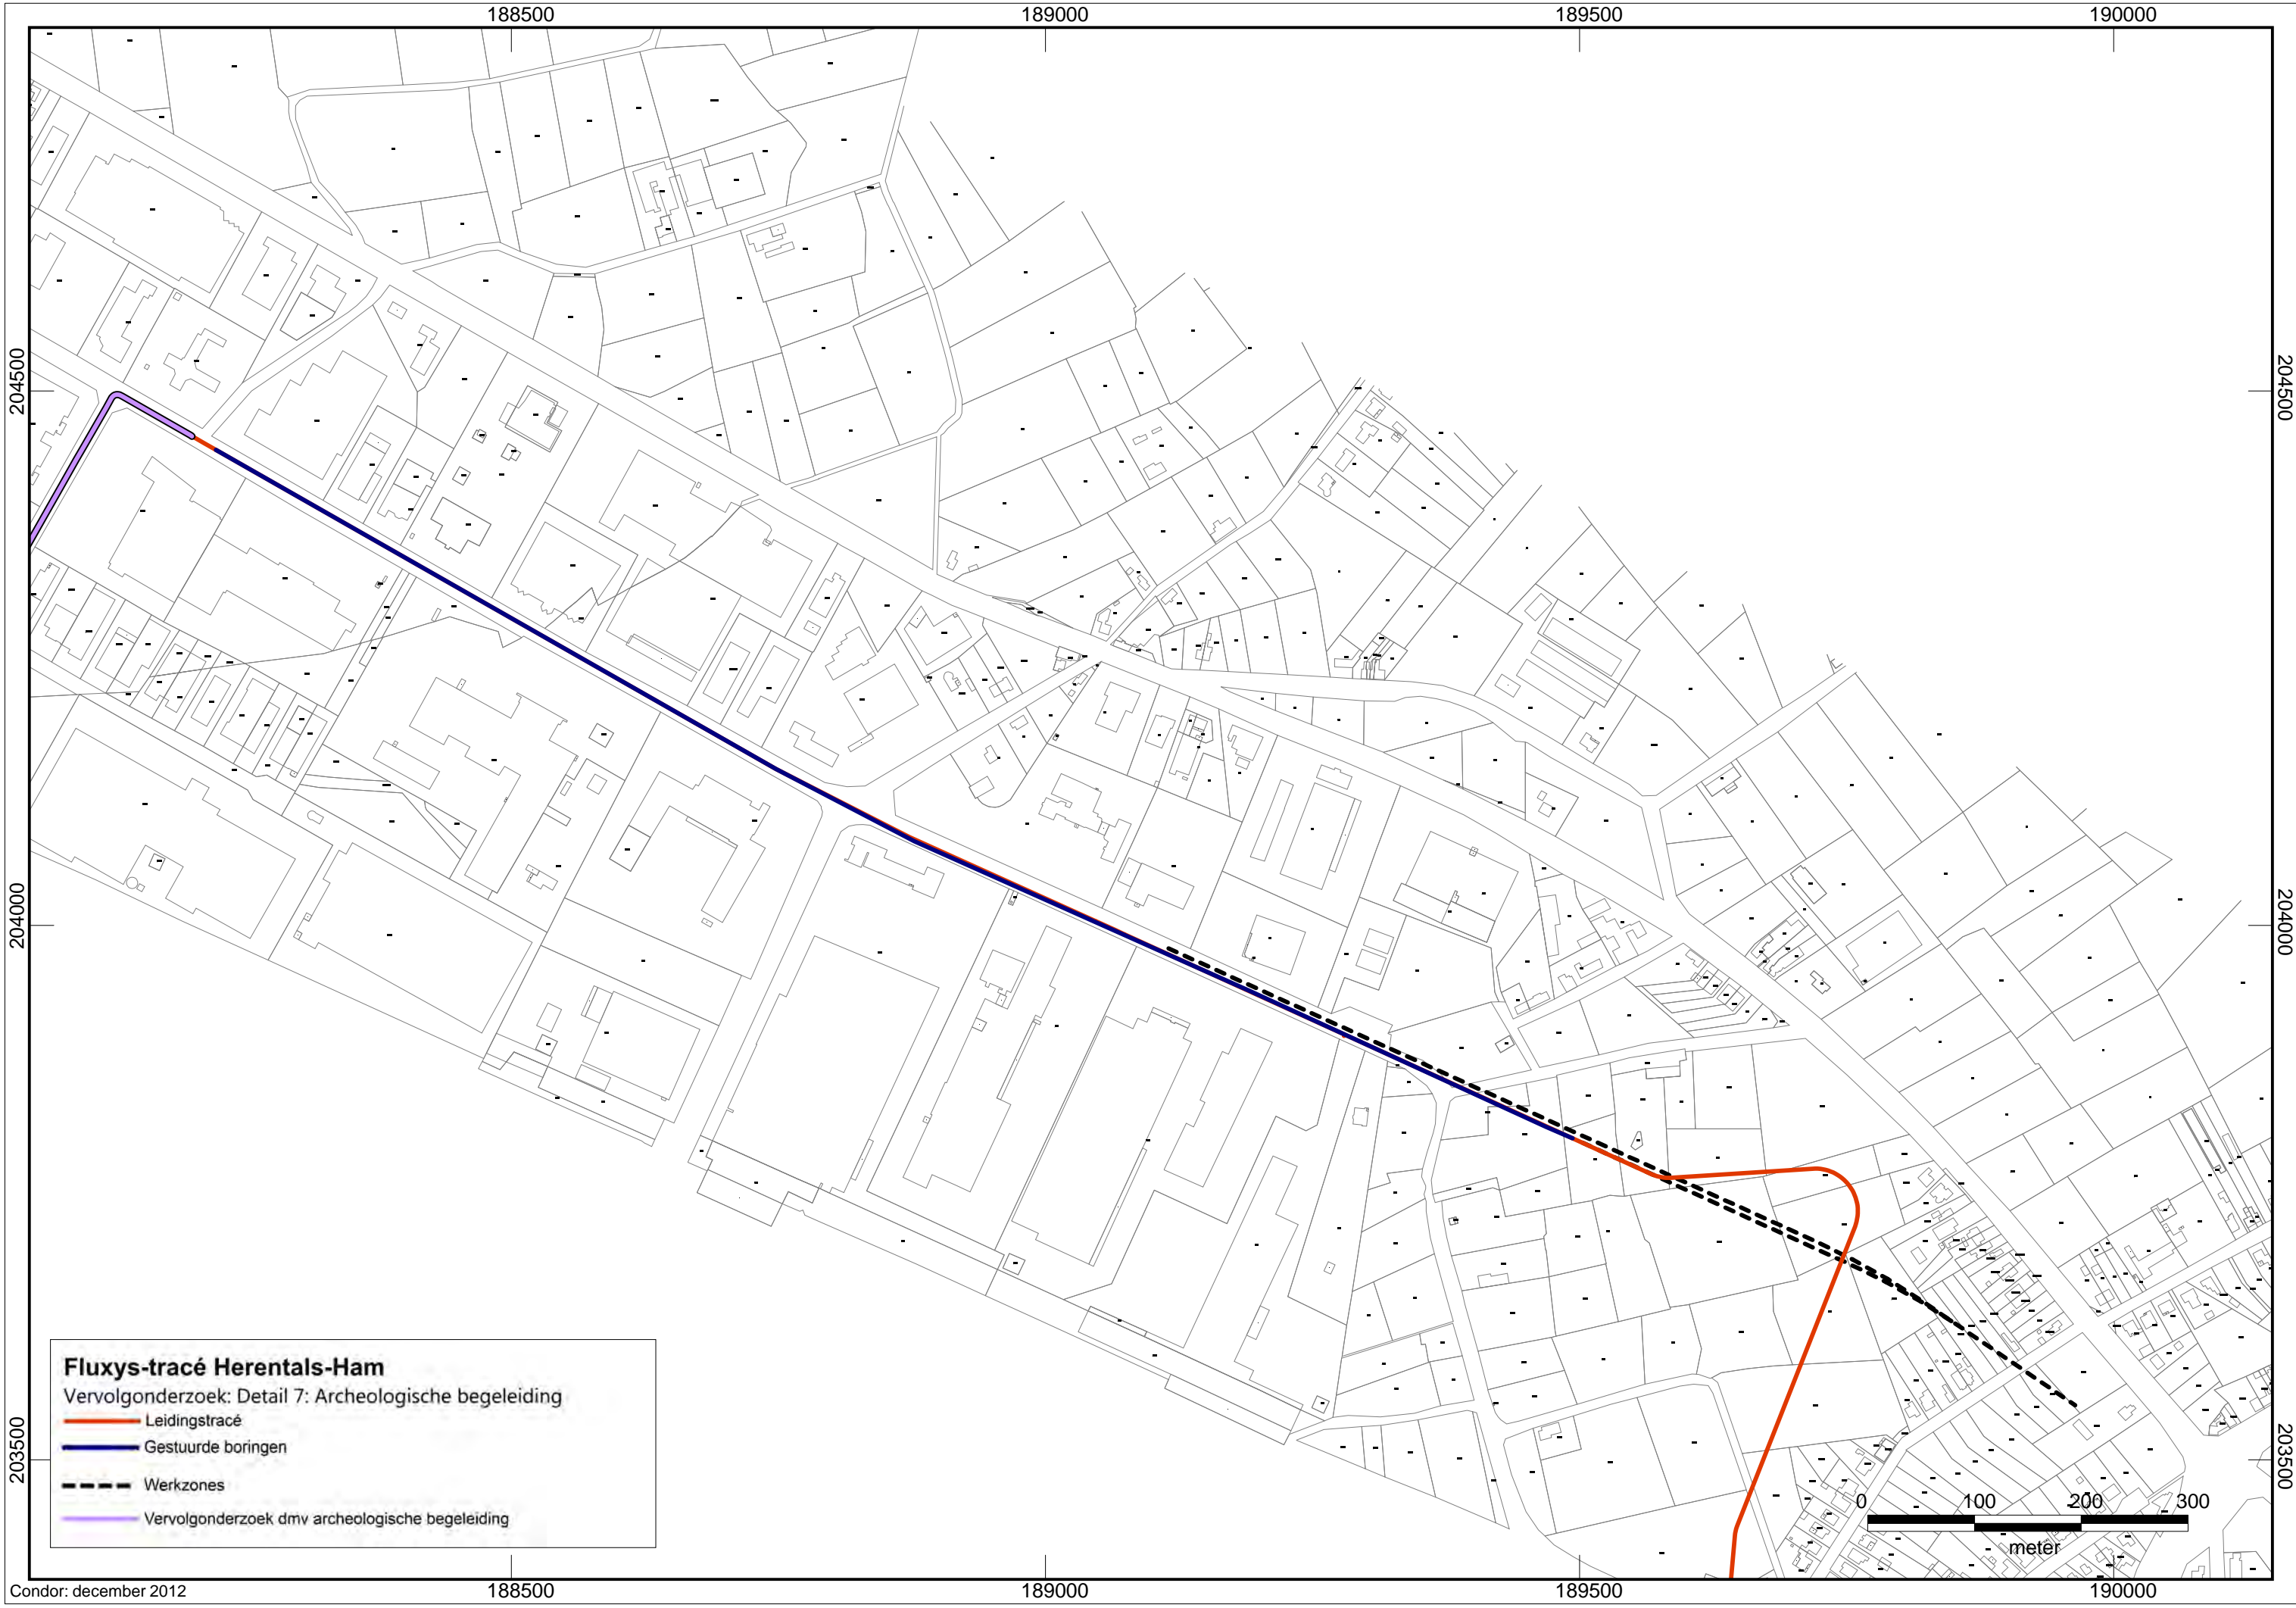 188500 189000 189500 190000
204500 204500
204000 204000
203500 203500
Fluxys-tracé Herentals-Ham
Vervolgonderzoek: Detail 7: Archeologische begeleiding
Leidingstracé
Gestuurde boringen
Werkzones
Vervolgonderzoek dmv archeologische begeleiding
0 100 200 300
meter
188500 189000 189500 190000
Condor: december 2012